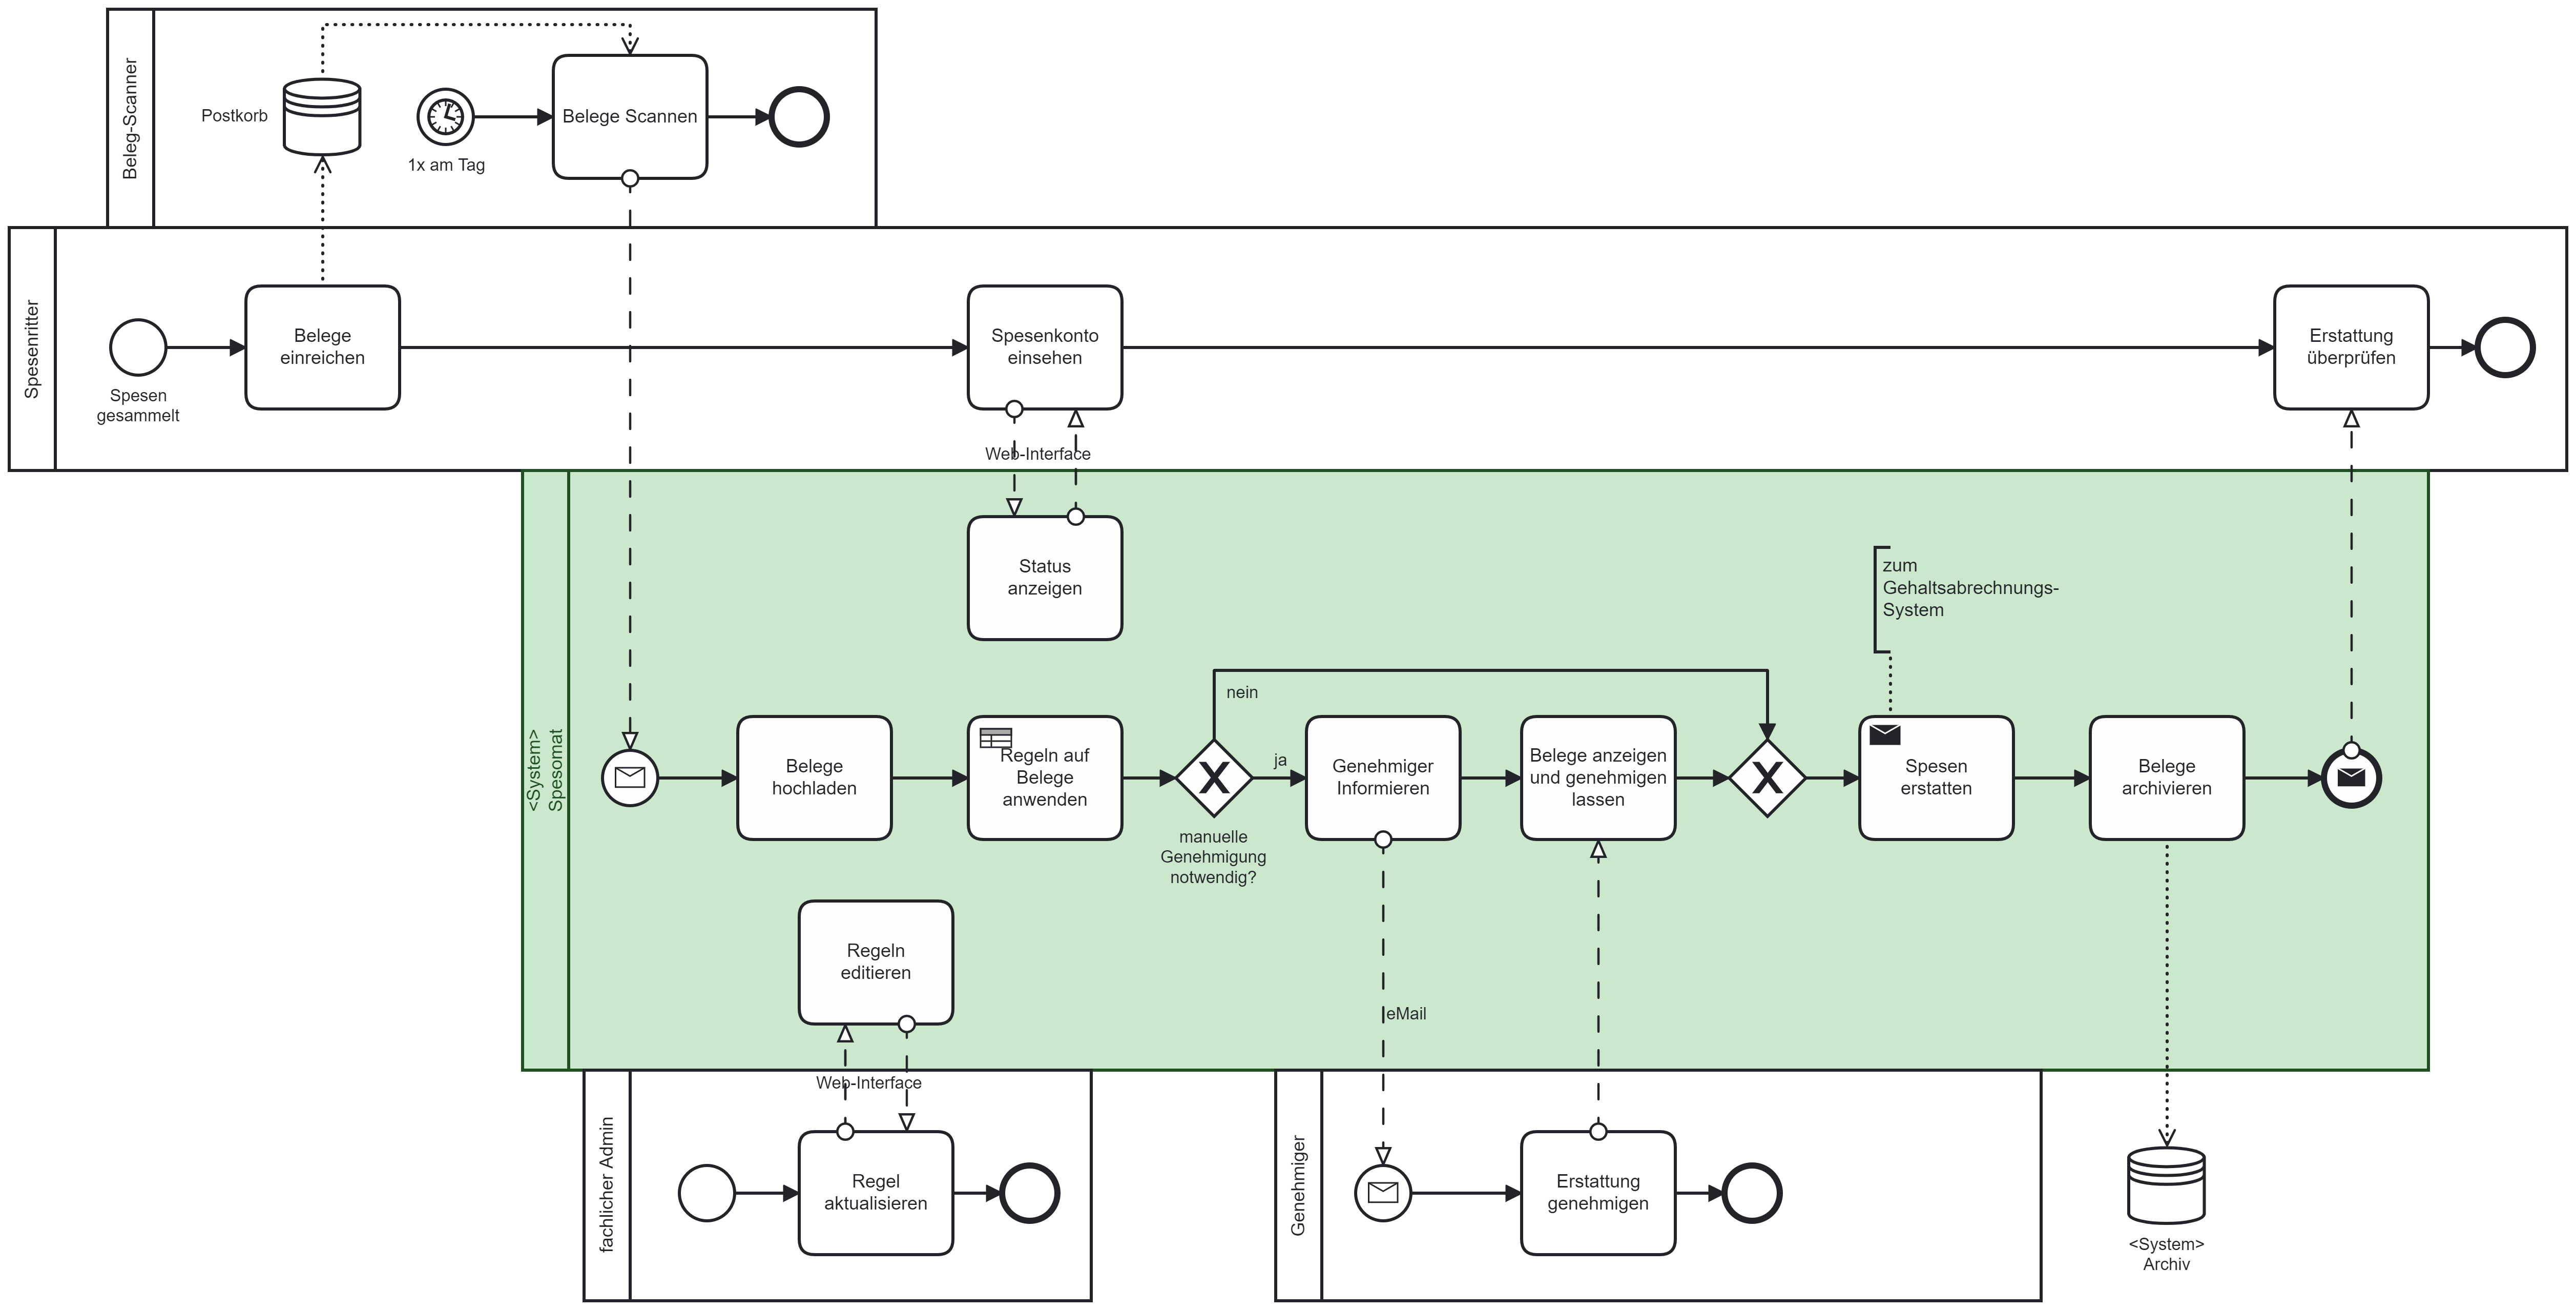 Beleg-Scanner
Postkorb
1x am Tag
Belege Scannen
Spesenritter
Spesen
gesammelt
Belege
einreichen
Spesenkonto
einsehen
Erstattung
überprüfen
Web-Interface
<System>
Spesomat
Status
anzeigen
zum
Gehaltsabrechnungs-
System
nein
Belege
hochladen
Regeln auf
Belege
anwenden
manuelle
Genehmigung
notwendig?
ja
Genehmiger
Informieren
Belege anzeigen
und genehmigen
lassen
Spesen
erstatten
Belege
archivieren
Regeln
editieren
eMail
Web-Interface
fachlicher Admin
Regel
aktualisieren
Genehmiger
Erstattung
genehmigen
<System>
Archiv